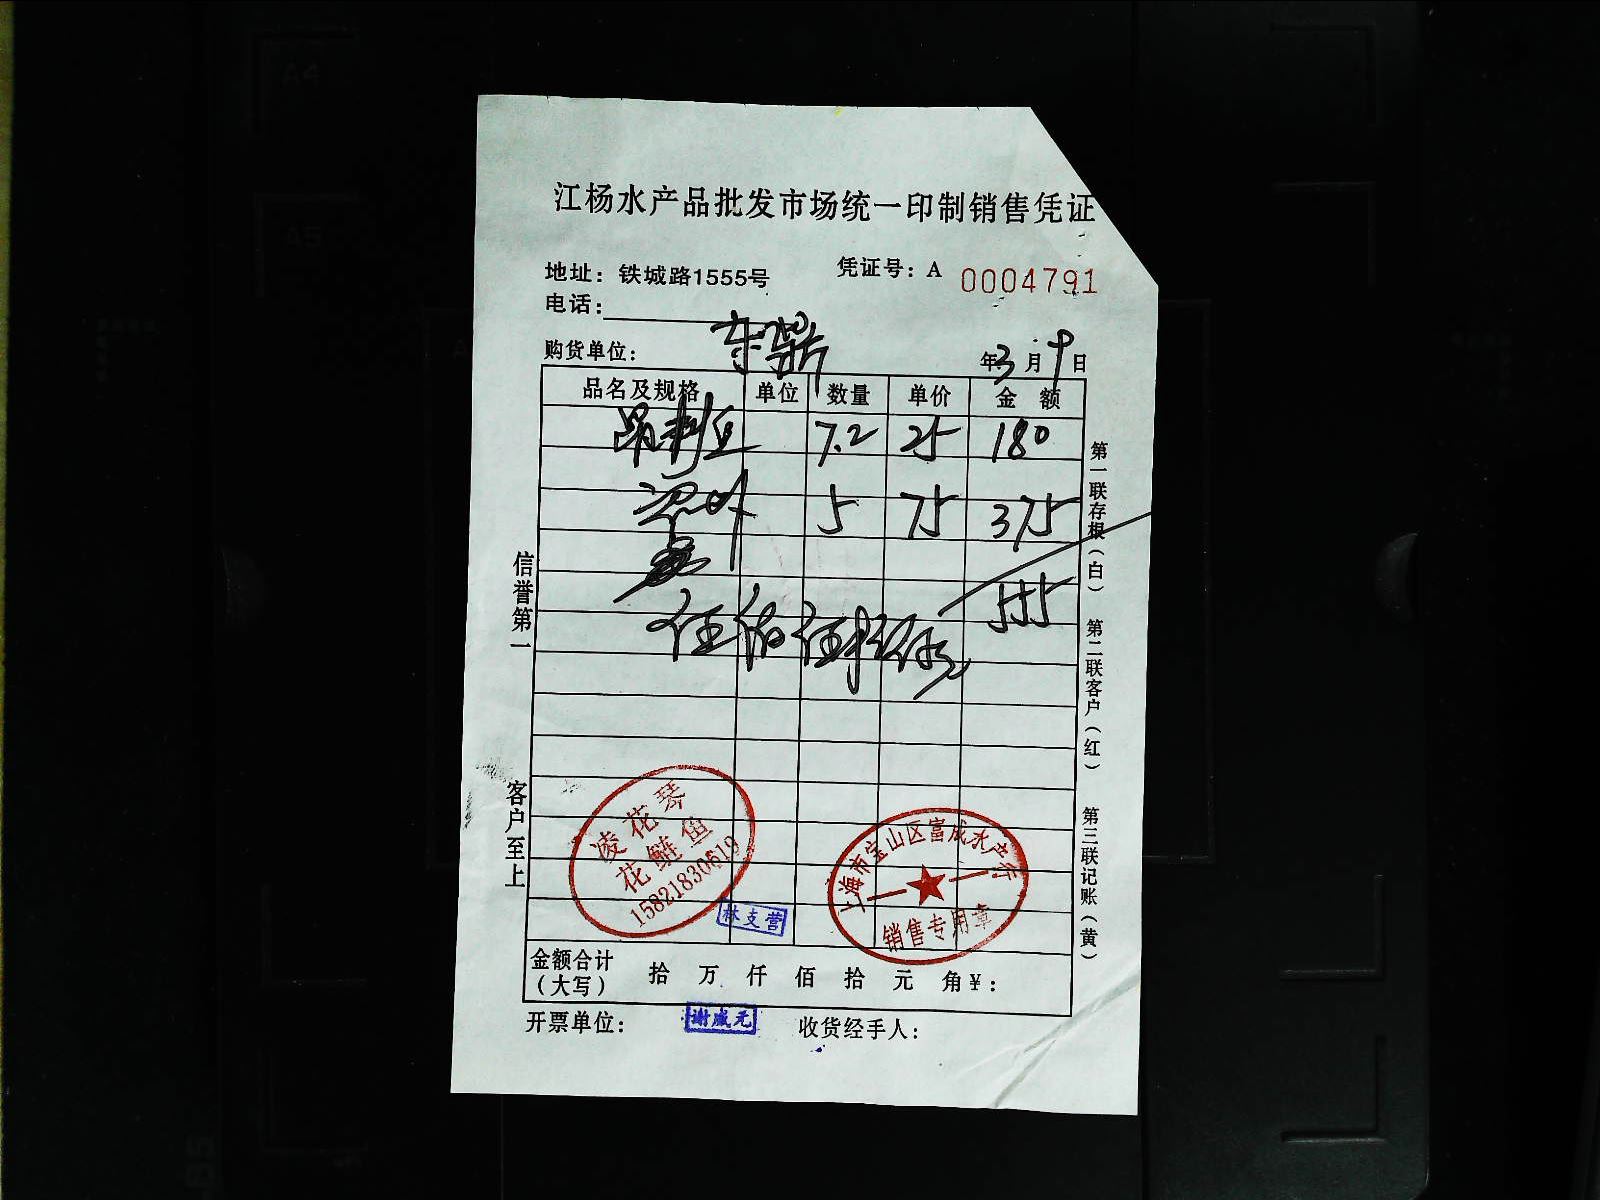 江杨水产品批发市场统一印制销售凭证
地址：铁城路1555号 凭证号：A 0004791
电话：
购货单位： 年3月9日
品名及规格 单位 数量 单价 金额
昂刺鱼 7.2 25 180
5 75 375
555
伍佰伍拾伍元
信誉第一
客户至上
第一联存根（白） 第二联客户（红） 第三联记账（黄）
凌花琴
花鲢鱼
15821830619
林支营
上海市宝山区富成水产行
销售专用章
金额合计（大写） 拾 万 仟 佰 拾 元 角 ¥：
开票单位： 谢成元 收货经手人：